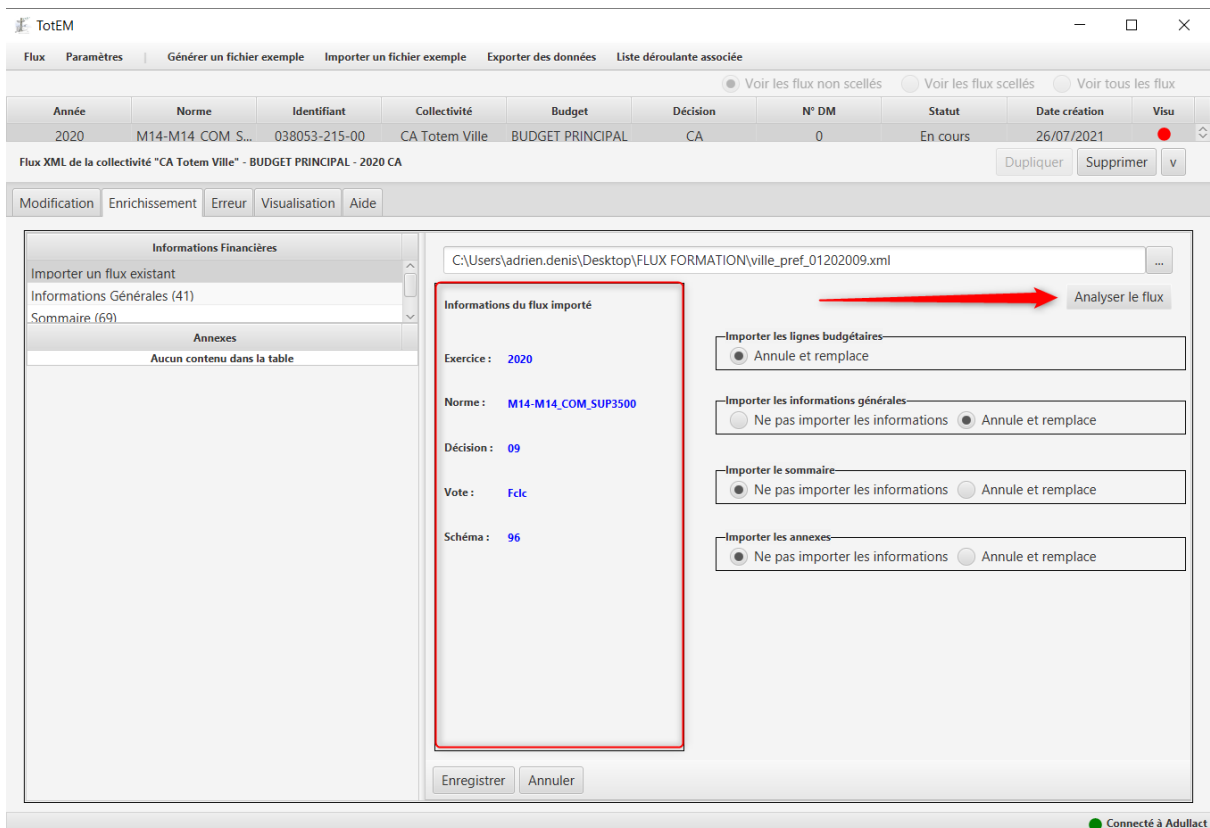 TotEM
Flux Paramètres | Générer un fichier exemple Importer un fichier exemple Exporter des données Liste déroulante associée
Voir les flux non scellés Voir les flux scellés Voir tous les flux
Année Norme Identifiant Collectivité Budget Décision N° DM Statut Date création Visu
2020 M14-M14_COM_S... 038053-215-00 CA Totem Ville BUDGET PRINCIPAL CA 0 En cours 26/07/2021
Flux XML de la collectivité "CA Totem Ville" - BUDGET PRINCIPAL - 2020 CA Dupliquer Supprimer v
Modification Enrichissement Erreur Visualisation Aide
Informations Financières
Importer un flux existant
Informations Générales (41)
Sommaire (69)
Annexes
Aucun contenu dans la table
C:\Users\adrien.denis\Desktop\FLUX FORMATION\ville_pref_01202009.xml ...
Analyser le flux
Informations du flux importé
Exercice : 2020
Norme : M14-M14_COM_SUP3500
Décision : 09
Vote : Fclc
Schéma : 96
Importer les lignes budgétaires
Annule et remplace
Importer les informations générales
Ne pas importer les informations Annule et remplace
Importer le sommaire
Ne pas importer les informations Annule et remplace
Importer les annexes
Ne pas importer les informations Annule et remplace
Enregistrer Annuler
Connecté à Adullact